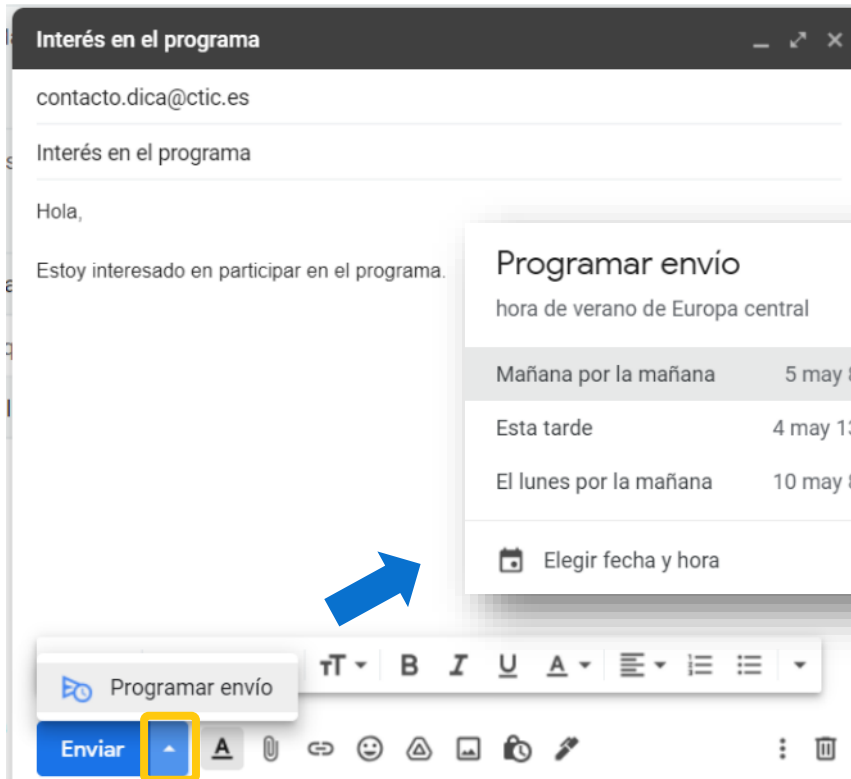 Interés en el programa
contacto.dica@ctic.es
Interés en el programa
Hola,
Estoy interesado en participar en el programa.
Programar envío
hora de verano de Europa central
Mañana por la mañana 5 may
Esta tarde 4 may
El lunes por la mañana 10 may
Elegir fecha y hora
Programar envío
Enviar